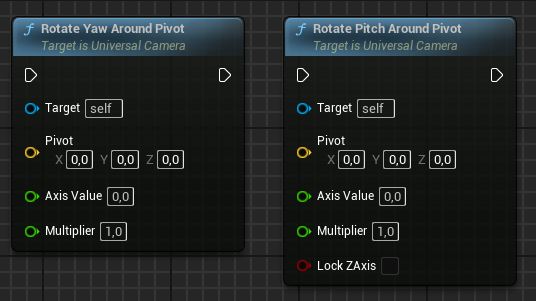 Rotate Yaw Around Pivot
Target is Universal Camera
Target self
Pivot
X 0,0 Y 0,0 Z 0,0
Axis Value 0,0
Multiplier 1,0
Rotate Pitch Around Pivot
Target is Universal Camera
Target self
Pivot
X 0,0 Y 0,0 Z 0,0
Axis Value 0,0
Multiplier 1,0
Lock ZAxis